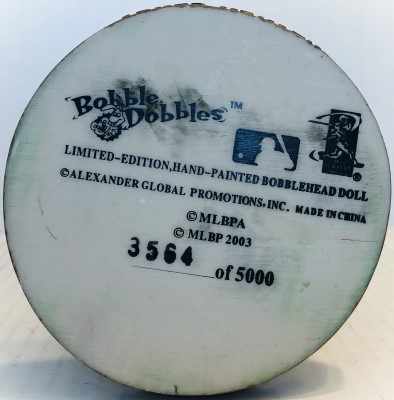 Bobble
Dobbles™
LIMITED-EDITION,HAND-PAINTED BOBBLEHEAD DOLL
©ALEXANDER GLOBAL PROMOTIONS,INC. MADE IN CHINA
®
©MLBPA
© MLBP 2003
3564 of 5000